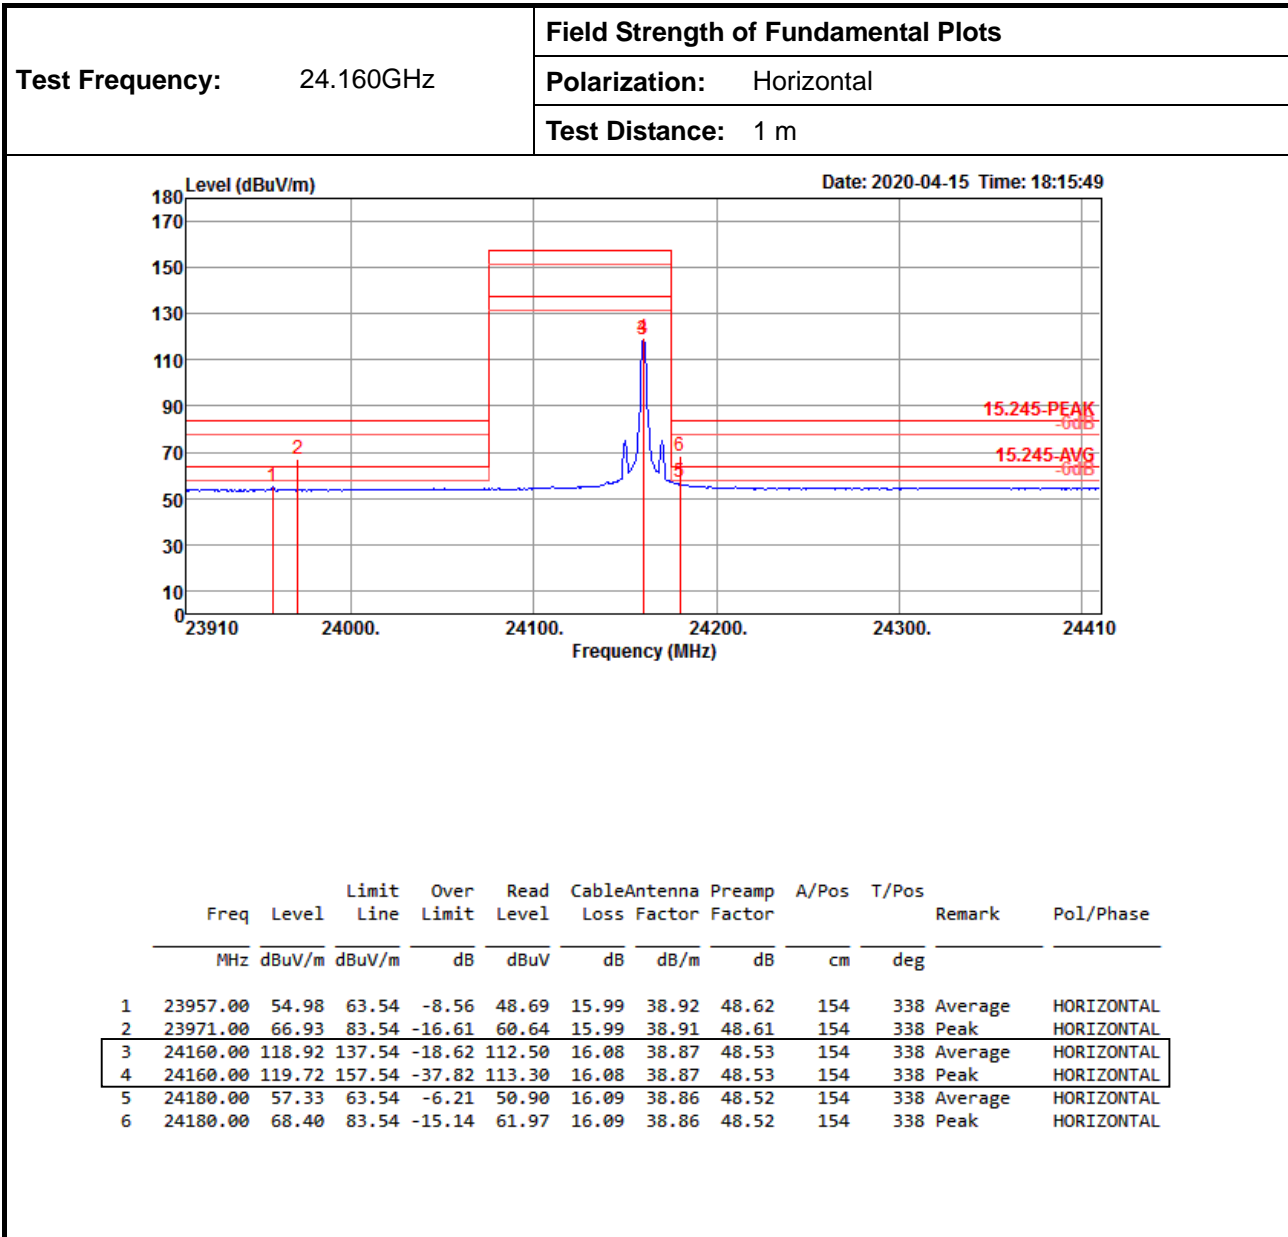 Test Frequency: 24.160GHz
Field Strength of Fundamental Plots
Polarization: Horizontal
Test Distance: 1 m
Level (dBuV/m)
Date: 2020-04-15 Time: 18:15:49
180
170
150
130
110
90
70
50
30
10
0
1
2
3
4
5
6
15.245-PEAK
-6dB
15.245-AVG
-6dB
23910 24000. 24100. 24200. 24300. 24410
Frequency (MHz)
Limit Over Read CableAntenna Preamp A/Pos T/Pos
Freq Level Line Limit Level Loss Factor Factor Remark Pol/Phase
MHz dBuV/m dBuV/m dB dBuV dB dB/m dB cm deg
1 23957.00 54.98 63.54 -8.56 48.69 15.99 38.92 48.62 154 338 Average HORIZONTAL
2 23971.00 66.93 83.54 -16.61 60.64 15.99 38.91 48.61 154 338 Peak HORIZONTAL
3 24160.00 118.92 137.54 -18.62 112.50 16.08 38.87 48.53 154 338 Average HORIZONTAL
4 24160.00 119.72 157.54 -37.82 113.30 16.08 38.87 48.53 154 338 Peak HORIZONTAL
5 24180.00 57.33 63.54 -6.21 50.90 16.09 38.86 48.52 154 338 Average HORIZONTAL
6 24180.00 68.40 83.54 -15.14 61.97 16.09 38.86 48.52 154 338 Peak HORIZONTAL